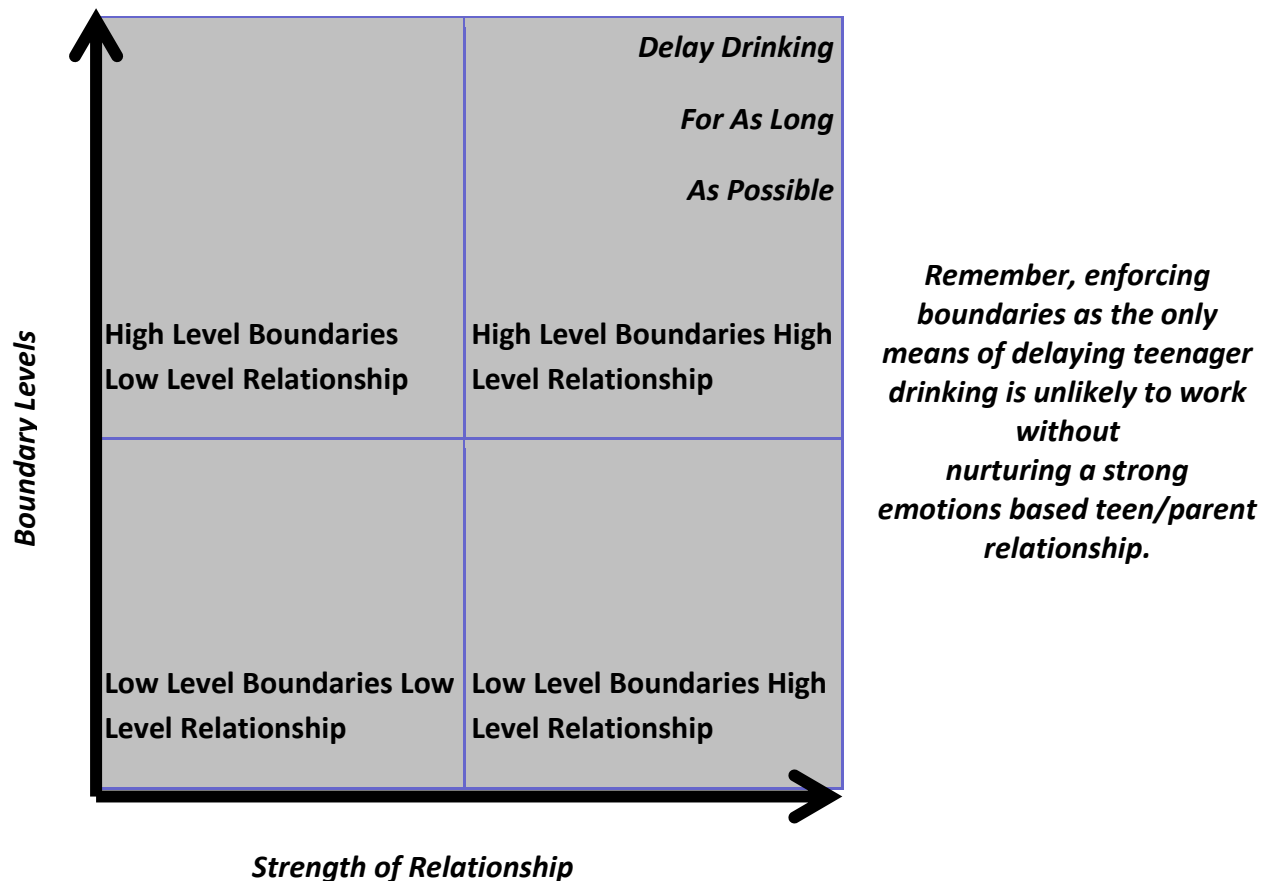 Delay Drinking
For As Long
As Possible
Boundary Levels
High Level Boundaries
Low Level Relationship
High Level Boundaries High
Level Relationship
Low Level Boundaries Low
Level Relationship
Low Level Boundaries High
Level Relationship
Strength of Relationship
Remember, enforcing
boundaries as the only
means of delaying teenager
drinking is unlikely to work
without
nurturing a strong
emotions based teen/parent
relationship.